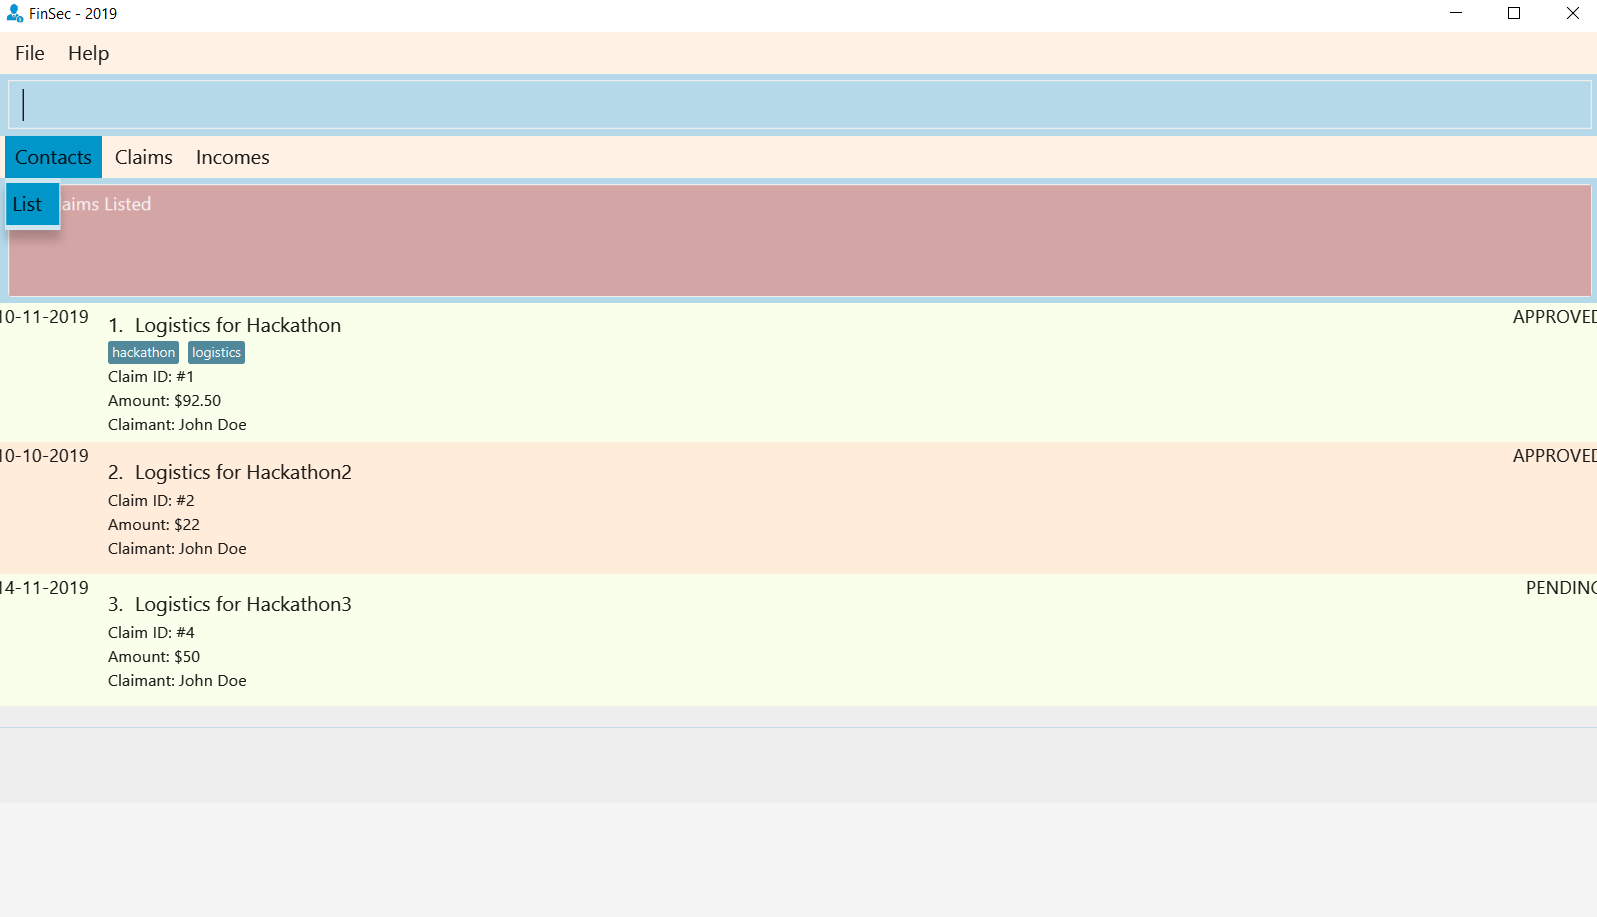 FinSec - 2019
File Help
Contacts Claims Incomes
List
aims Listed
10-11-2019
1. Logistics for Hackathon
APPROVED
hackathon logistics
Claim ID: #1
Amount: $92.50
Claimant: John Doe
10-10-2019
2. Logistics for Hackathon2
APPROVED
Claim ID: #2
Amount: $22
Claimant: John Doe
14-11-2019
3. Logistics for Hackathon3
PENDING
Claim ID: #4
Amount: $50
Claimant: John Doe